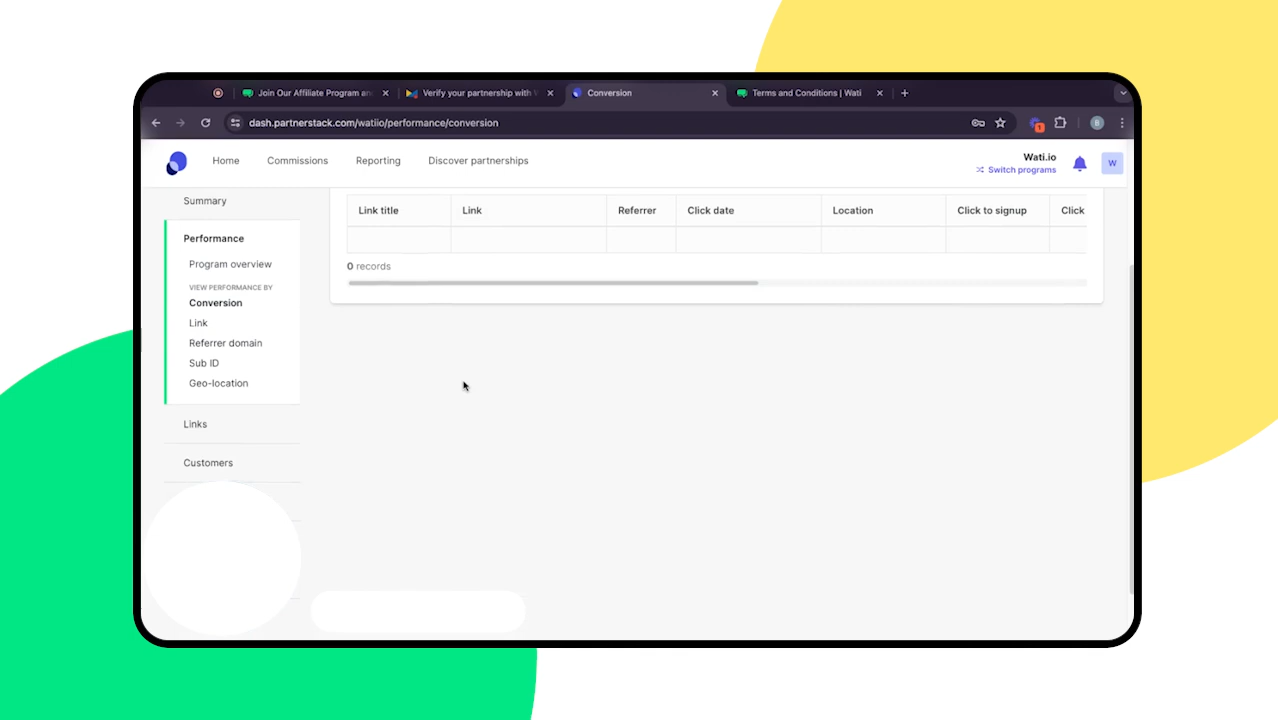 Join Our Affiliate Program an
Verify your partnership with
Conversion
Terms and Conditions | Wati
dash.partnerstack.com/watiio/performance/conversion
1
Home
Commissions
Reporting
Discover partnerships
Wati.io
Switch programs
W
Summary
Performance
Program overview
VIEW PERFORMANCE BY
Conversion
Link
Referrer domain
Sub ID
Geo-location
Links
Customers
Link title
Link
Referrer
Click date
Location
Click to signup
Click
0 records